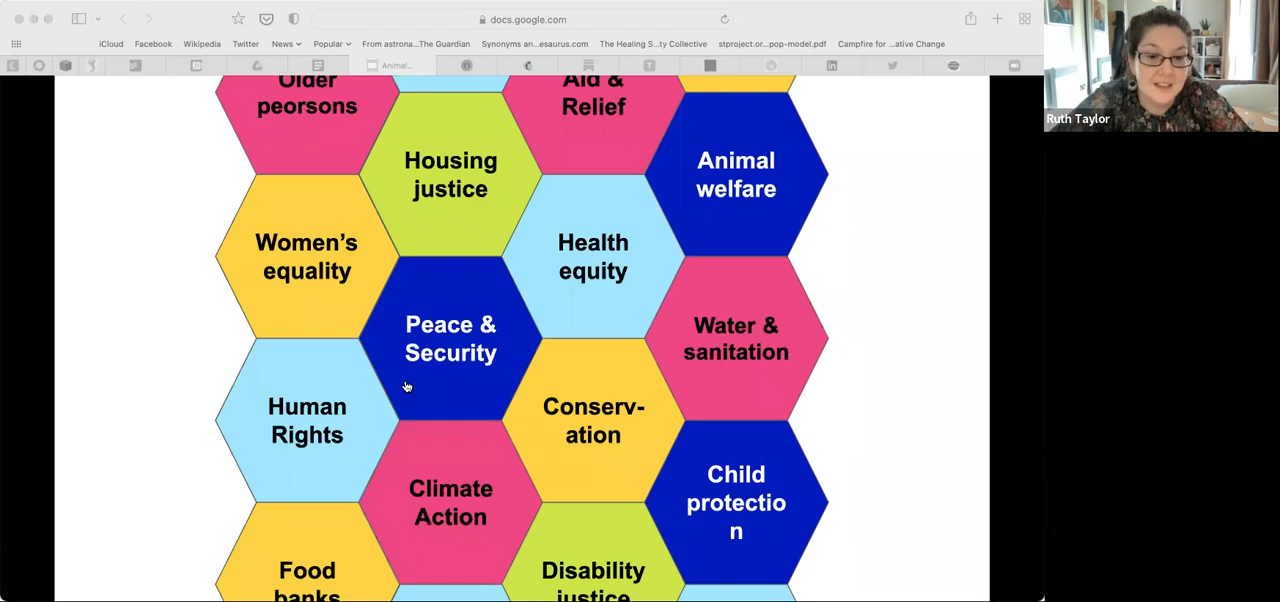 docs.google.com
iCloud
Facebook
Wikipedia
Twitter
News
Popular
From astrona...The Guardian
Synonyms an...esaurus.com
The Healing S...ty Collective
stproject.or...pop-model.pdf
Campfire for ...ative Change
Animal...
Ruth Taylor
Older
peorsons
Aid &
Relief
Housing
justice
Animal
welfare
Women's
equality
Health
equity
Peace &
Security
Water &
sanitation
Human
Rights
Conserv-
ation
Climate
Action
Child
protectio
n
Food
banks
Disability
justice